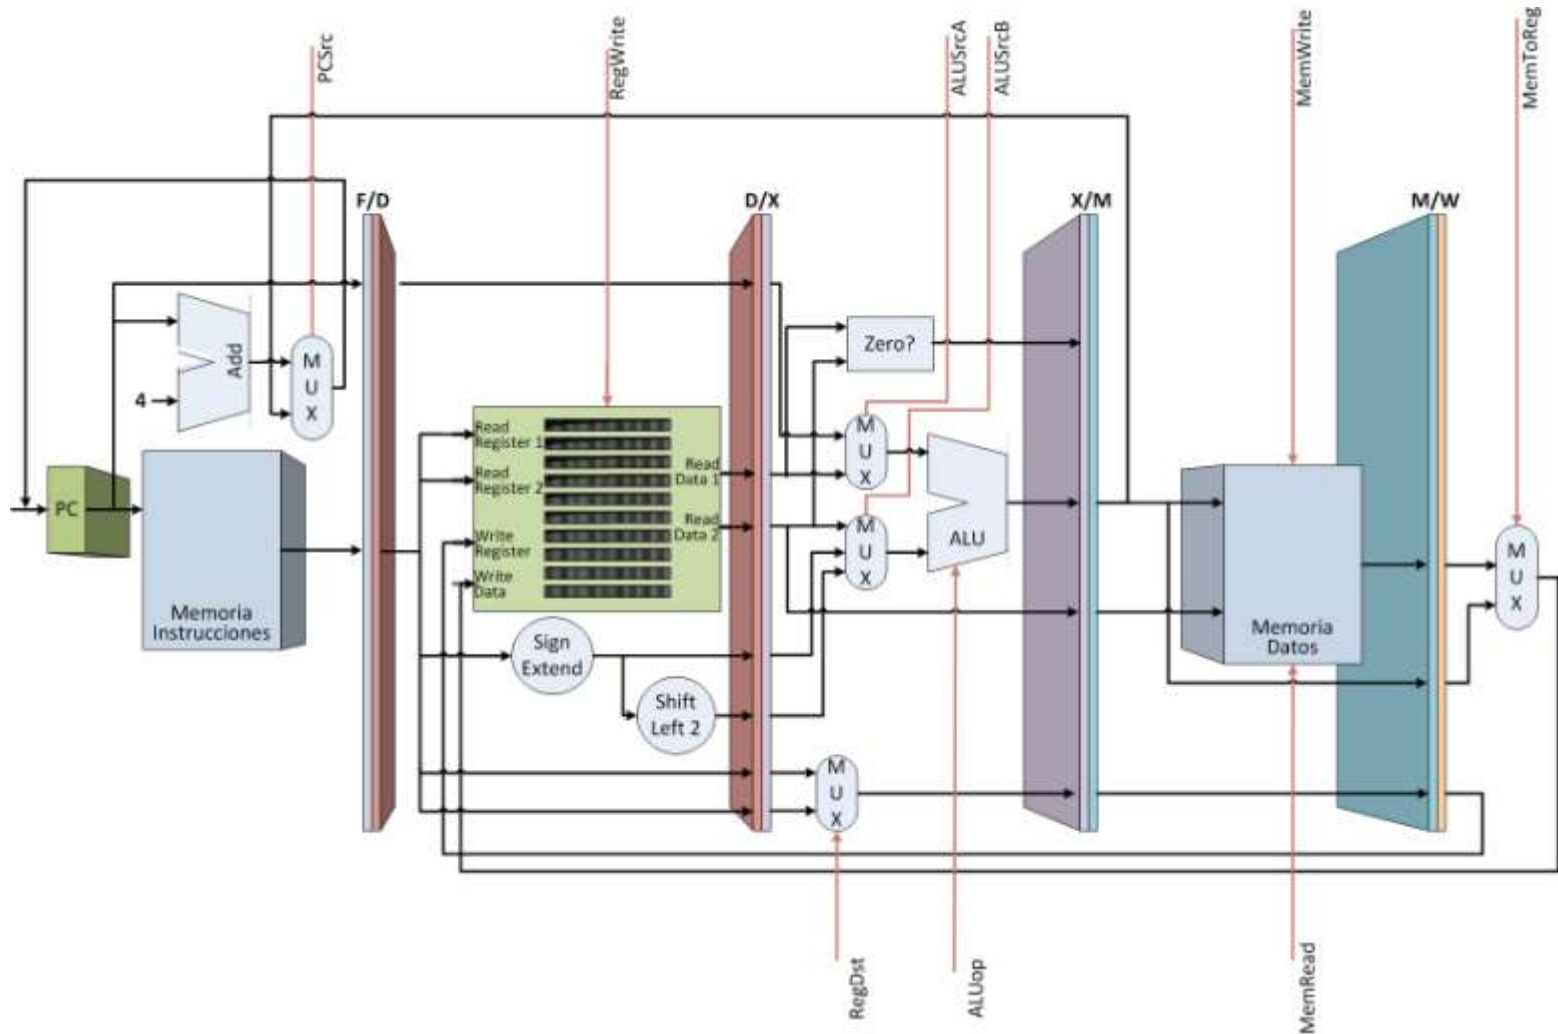 PCSrc
RegWrite
ALUSrcA
ALUSrcB
MemWrite
MemToReg
F/D
D/X
X/M
M/W
Add
4
M
U
X
Zero?
PC
Memoria
Instrucciones
Read
Register 1
Read
Register 2
Write
Register
Write
Data
Read
Data 1
Read
Data 2
M
U
X
M
U
X
ALU
Memoria
Datos
M
U
X
Sign
Extend
Shift
Left 2
M
U
X
RegDst
ALUop
MemRead